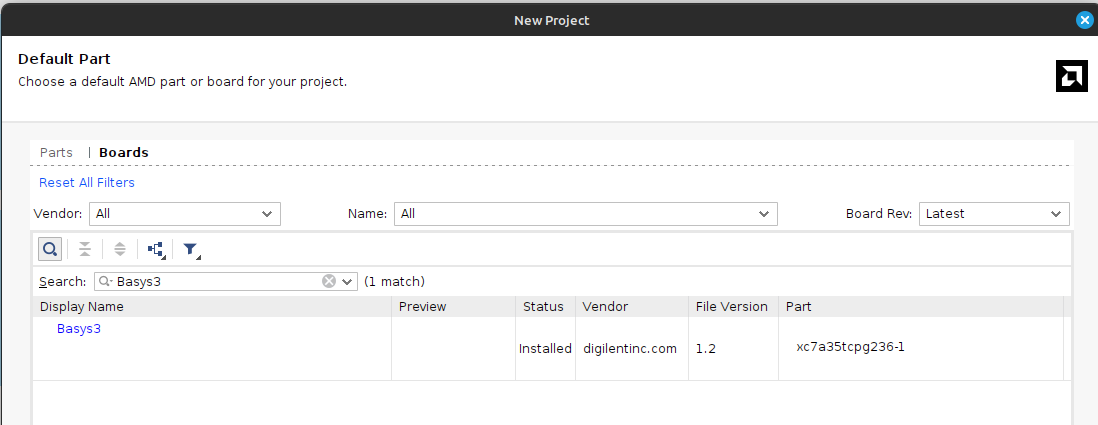 New Project
Default Part
Choose a default AMD part or board for your project.
Parts | Boards
Reset All Filters
Vendor: All Name: All Board Rev: Latest
Search: Basys3 (1 match)
Display Name Preview Status Vendor File Version Part
Basys3
Installed digilentinc.com 1.2 xc7a35tcpg236-1